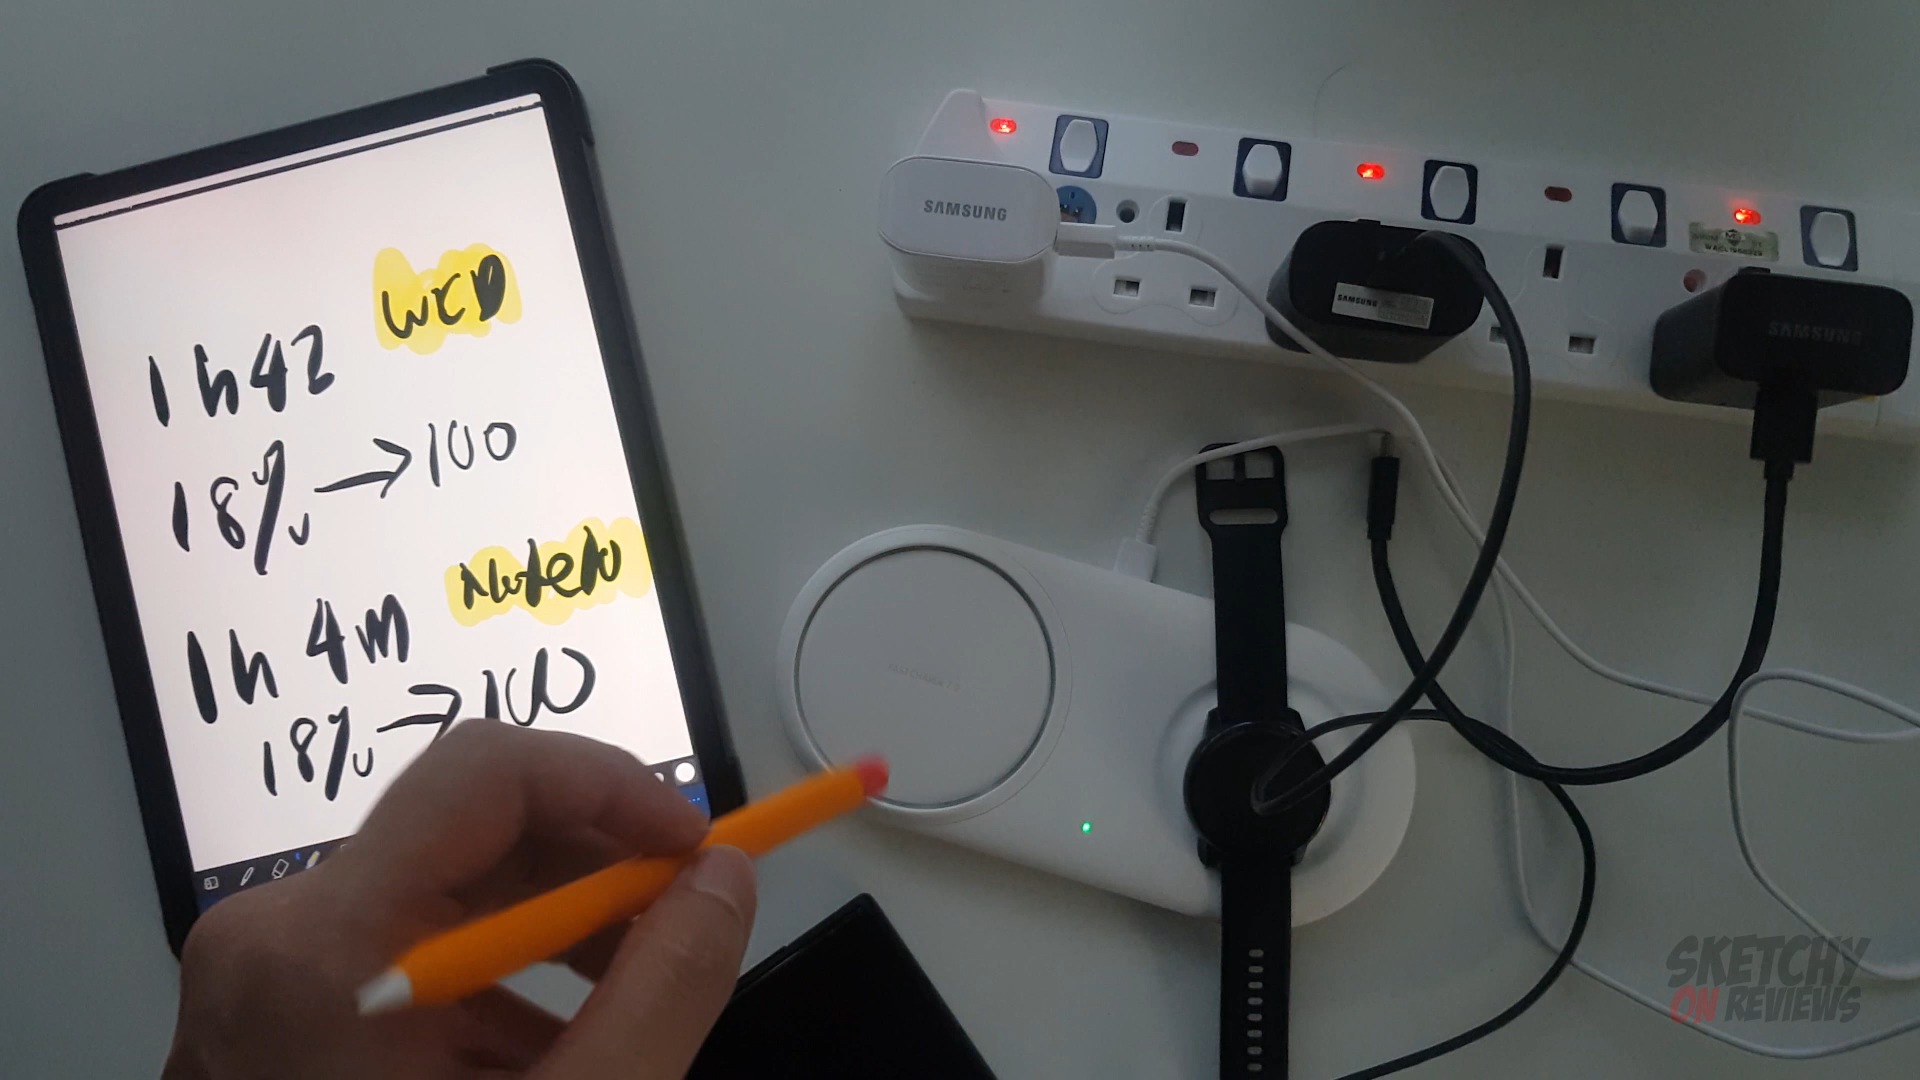 WCD
1h42
18% → 100
Note10
1h 4m
18% → 100
SAMSUNG
SAMSUNG
SAMSUNG
SKETCHY
ON REVIEWS